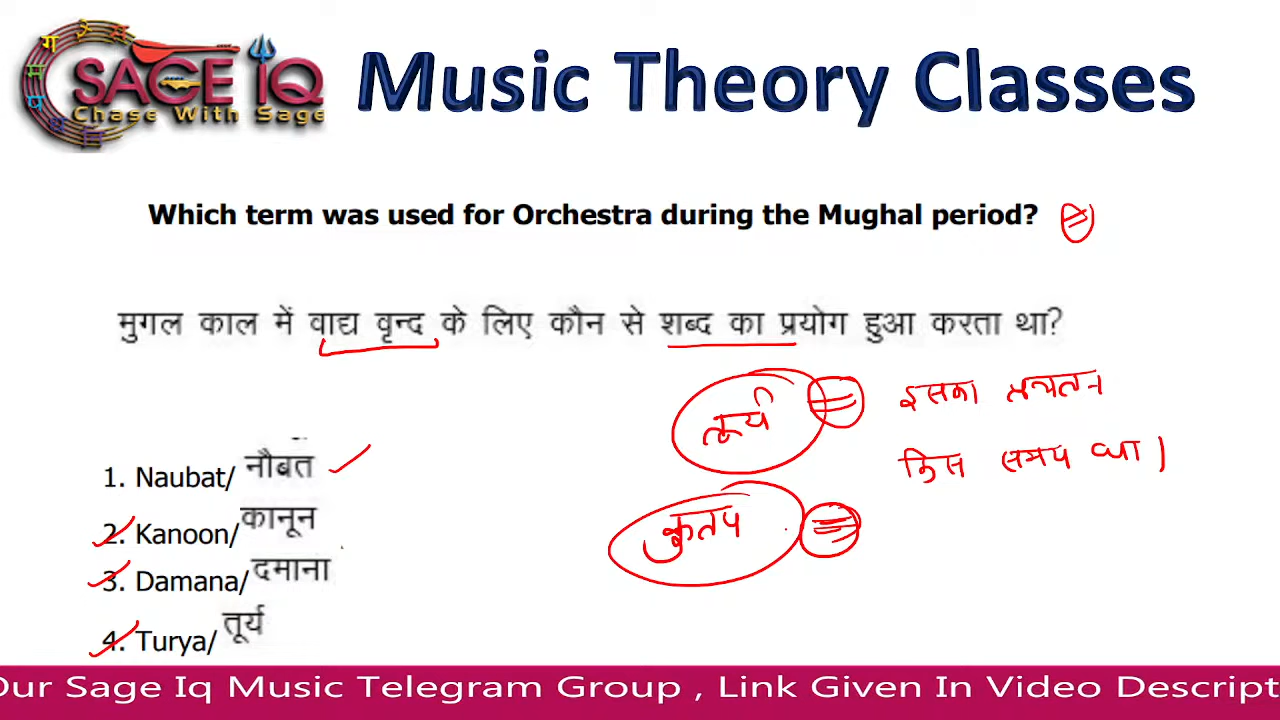 SAGE IQ
Chase With Sage
Music Theory Classes
Which term was used for Orchestra during the Mughal period?
मुगल काल में वाद्य वृन्द के लिए कौन से शब्द का प्रयोग हुआ करता था?
तूर्य
इसका
किस समय था।
कुतप
1. Naubat/ नौबत
2. Kanoon/ कानून
3. Damana/ दमाना
4. Turya/ तूर्य
Our Sage Iq Music Telegram Group , Link Given In Video Descript